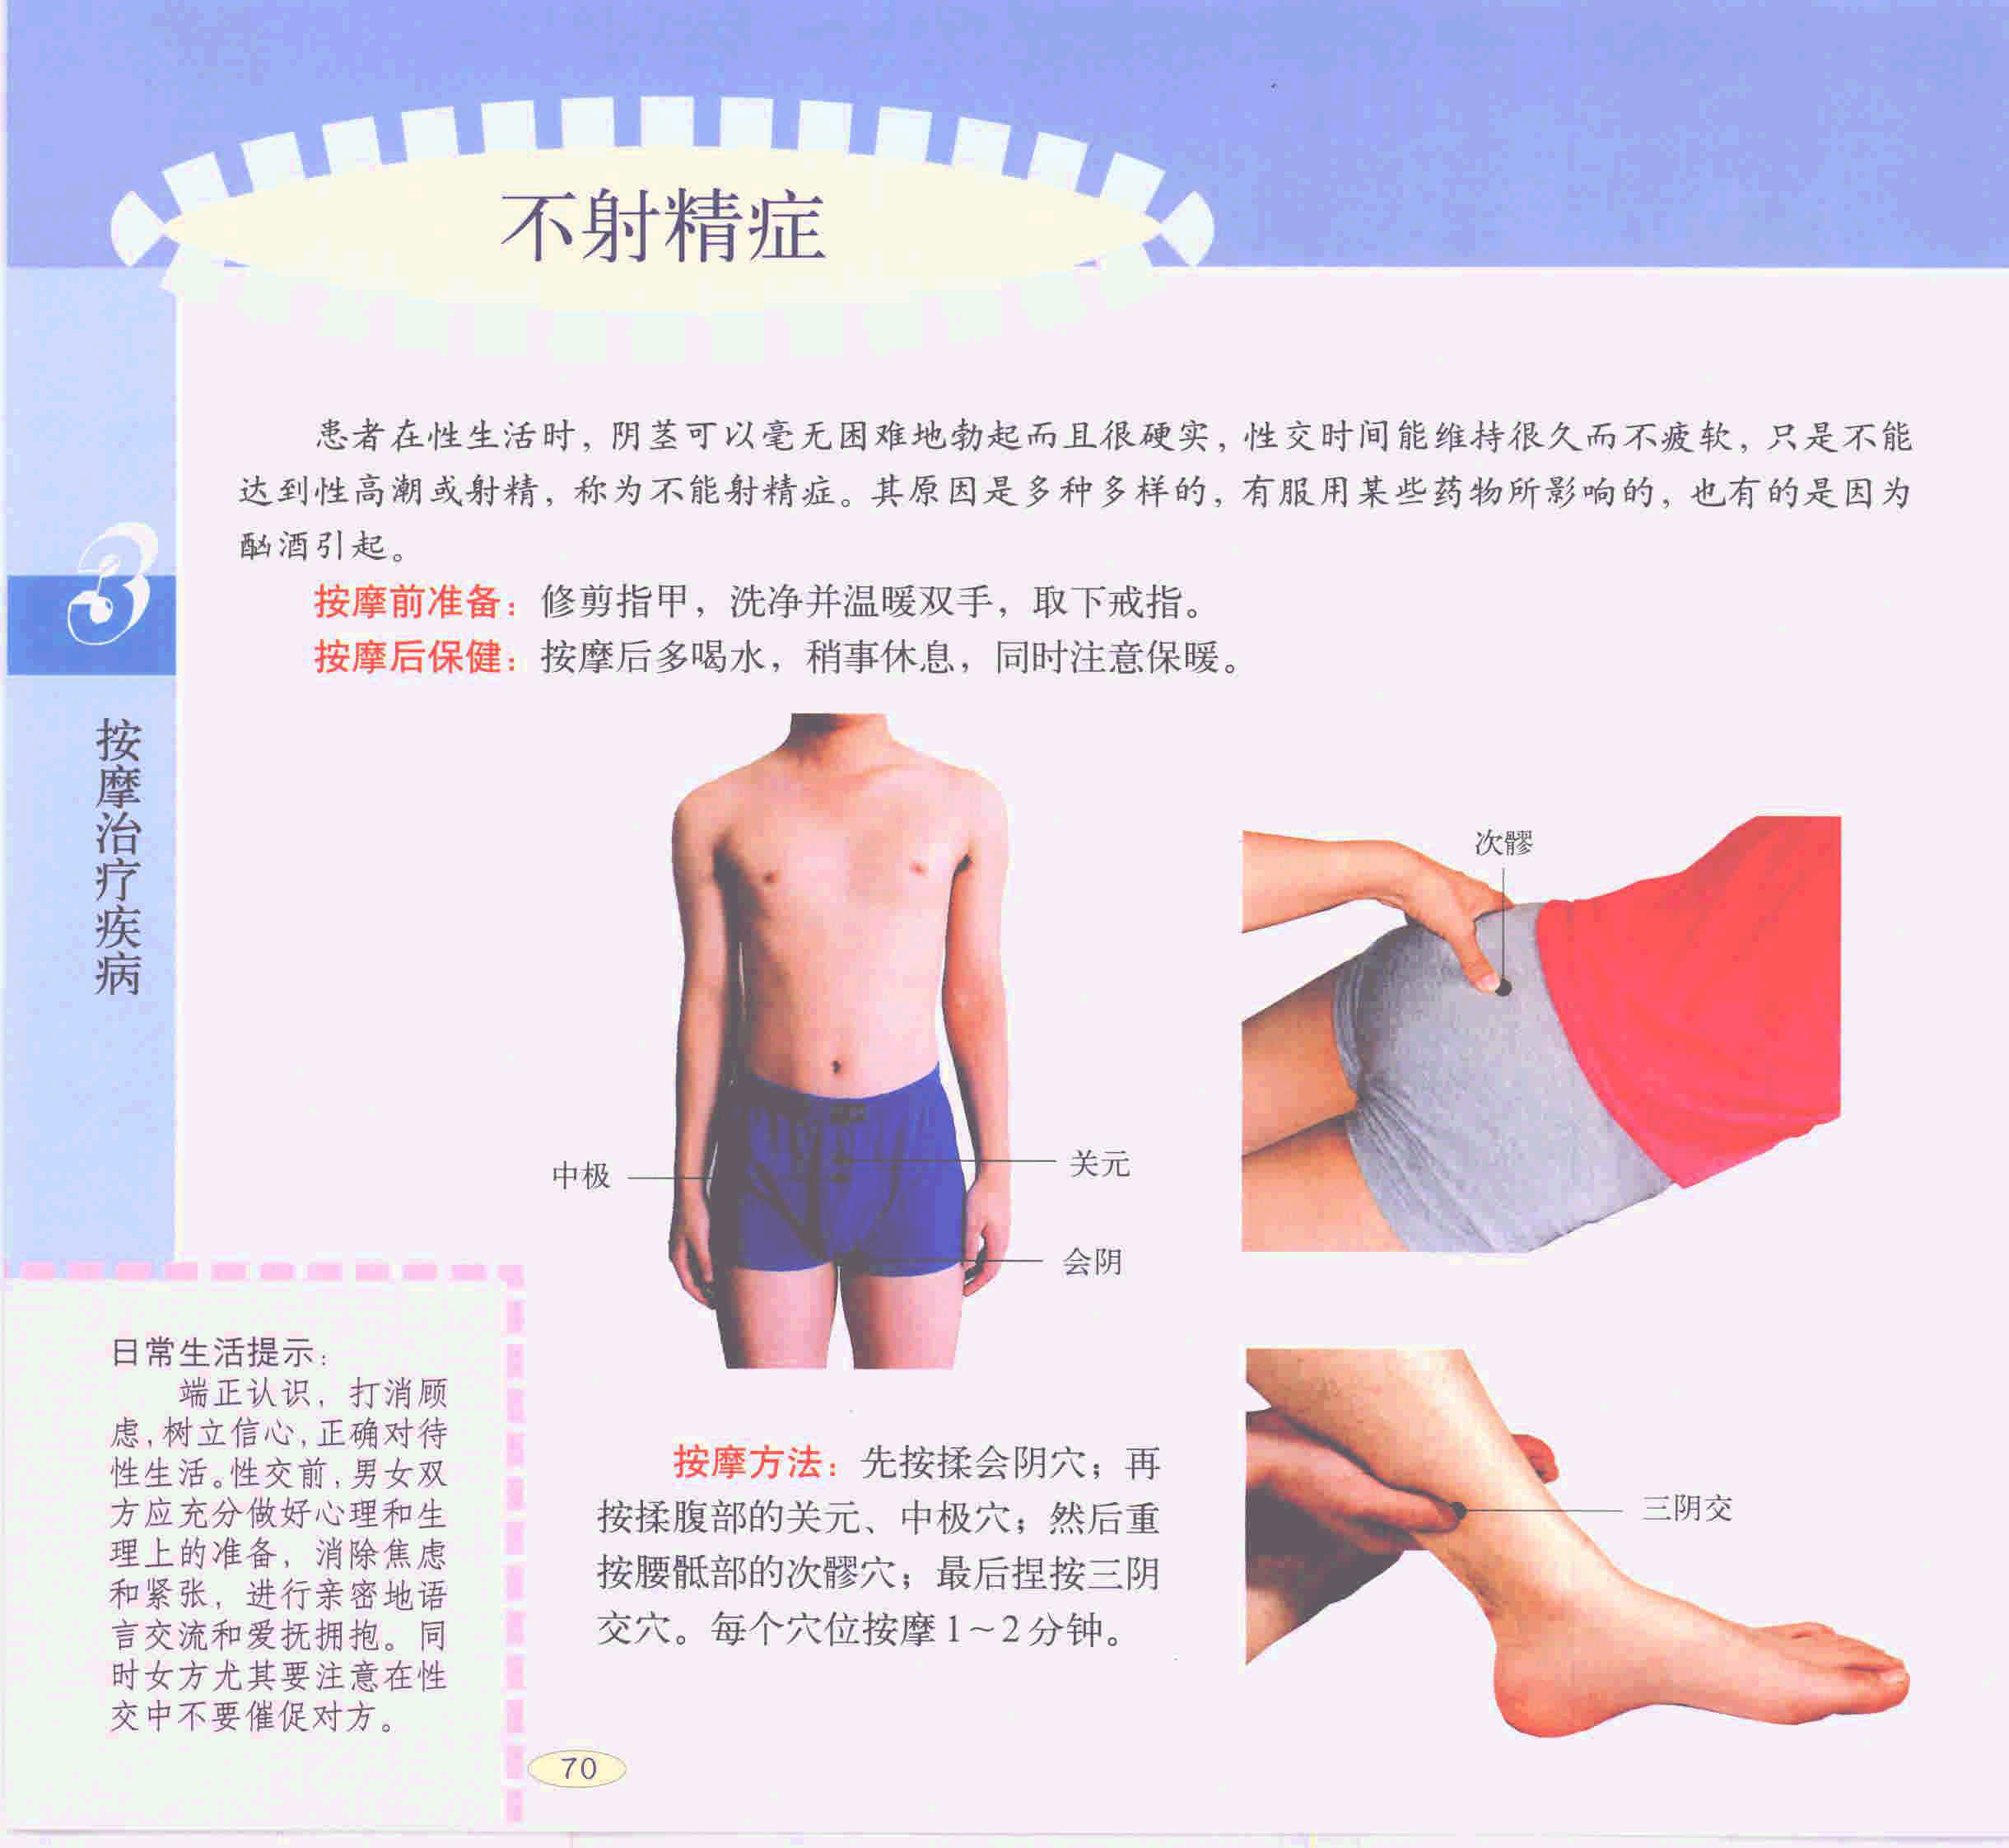 不射精症
患者在性生活时，阴茎可以毫无困难地勃起而且很硬实，性交时间能维持很久而不疲软，只是不能
达到性高潮或射精，称为不能射精症。其原因是多种多样的，有服用某些药物所影响的，也有的是因为
酗酒引起。
按摩前准备：修剪指甲，洗净并温暖双手，取下戒指。
按摩后保健：按摩后多喝水，稍事休息，同时注意保暖。
3
按摩治疗疾病
中极
关元
会阴
次髎
三阴交
按摩方法：先按揉会阴穴；再
按揉腹部的关元、中极穴；然后重
按腰骶部的次髎穴；最后捏按三阴
交穴。每个穴位按摩1～2分钟。
日常生活提示：
端正认识，打消顾
虑，树立信心，正确对待
性生活。性交前，男女双
方应充分做好心理和生
理上的准备，消除焦虑
和紧张，进行亲密地语
言交流和爱抚拥抱。同
时女方尤其要注意在性
交中不要催促对方。
70